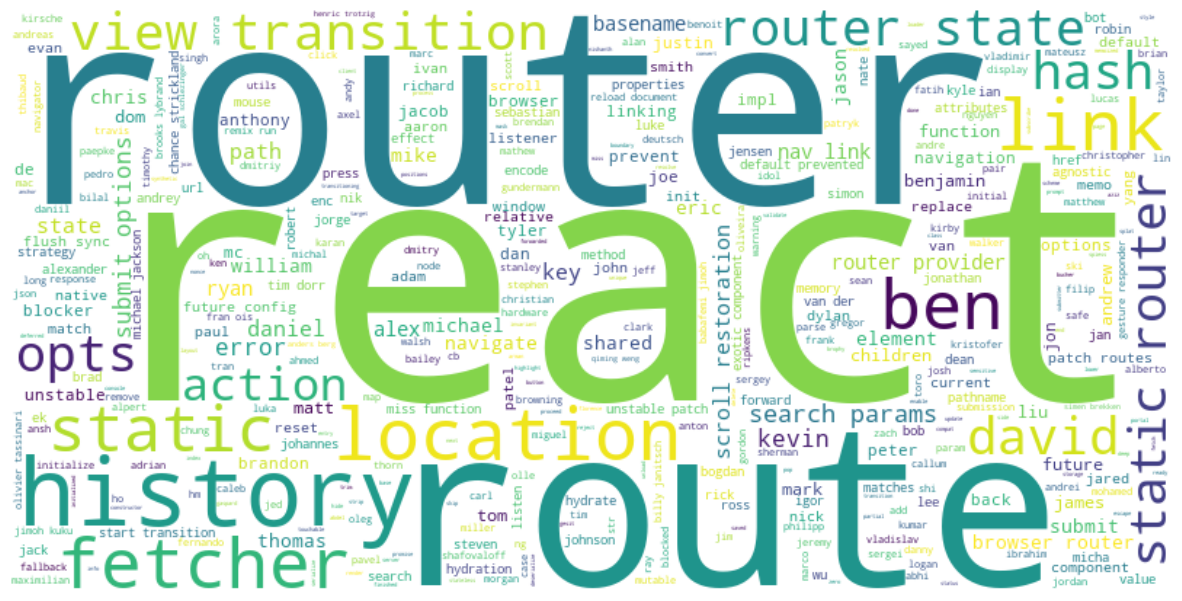 kirsche
henric trotzig
andreas
view transition
arora
click
basename
benoit
router state
bot
robin
evan
singh
marc
scott
alan
justin
sayed
vladimir
default
mateusz
brian
router
utils
ivan
richard
scroll
smith
jason
nate
display
hash
thibaud
navigator
chris
dom
mouse
andy
jacob
browser
sebastian
properties
reload document
impl
fatih
kyle
ian
lucas
taylor
brooks lybrand
chance strickland
anthony
remix run
axel
aaron
linking
brendan
luke
patryk
attributes
nguyen
link
travis
path
dmitriy
effect
listener
mathew
deutsch
function
andre
paepke
timothy
mike
encode
prevent
jensen
nav link
navigation
href
christopher
lin
de
mac
pedro
url
press
gundermann
joe
default prevented
idol
pair
agnostic
bilal
andrey
enc
nik
window
init
simon
benjamin
initial
memo
yang
daniil
submit options
jorge
relative
eric
replace
matthew
state
flush sync
robert
karan
tyler
warning
kirby
van
walker
options
strategy
mc
oh
ken
michal
dmitry
dan
method
router provider
alexander
william
node
stanley
key
john
jeff
sean
jonathan
ski
long
response
michael jackson
ryan
tim dorr
adam
stephen
memory
filip
andrew
gesture responder
json
native
future config
christian
van der
dylan
safe
react
blocker
fran ois
hardware
parse
gregor
ben
match
paul
daniel
alex
michael
clark
frank
kristofer
jon
jan
static router
opts
error
walsh
navigate
shared
scroll restoration
exotic component
oliveira
babafemi jimoh
ripkens
element
children
dean
patch routes
tran
ahmed
bailey
cb
qiming meng
josh
alberto
unstable
brad
remove
action
map
patel
browning
sergey
forward
current
toro
pathname
alpert
luka
matt
miss function
unstable patch
search params
submission
simen brekken
static
ek
ansh
chung
reset
location
miguel
anton
gordon
kevin
zach
bob
liu
param
david
johannes
sherman
peter
initialize
adrian
brandon
thorn
olle
bogdan
callum
future
jared
olivier tassinari
history
route
ho
hm
caleb
jed
carl
listen
hydrate
rick
mark
igor
matches
shi
back
andrei
mohamed
james
oleg
tom
tim
ross
nick
philipp
add
lee
jimoh kuku
start transition
miller
johnson
billy janitsch
jim
kumar
submit
jack
fernando
thomas
steven
ng
jeremy
vladislav
danny
browser router
fallback
fetcher
pavel
shafovaloff
case
ray
blocked
marco
sergei
logan
ibrahim
micha
component
maximilian
search
hydration
morgan
mutable
wu
abhi
jordan
value